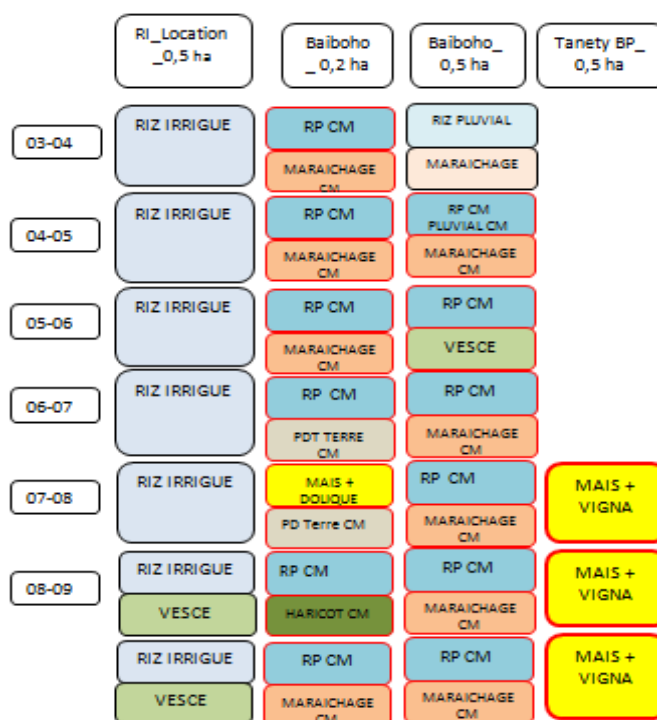 RI_Location
_0,5 ha
Baiboho
_ 0,2 ha
Baiboho_
0,5 ha
Tanety BP_
0,5 ha
03-04
RIZ IRRIGUE
RP CM
MARAICHAGE
CM
RIZ PLUVIAL
MARAICHAGE
04-05
RIZ IRRIGUE
RP CM
MARAICHAGE
CM
RP CM
PLUVIAL CM
MARAICHAGE
CM
05-06
RIZ IRRIGUE
RP CM
MARAICHAGE
CM
RP CM
VESCE
06-07
RIZ IRRIGUE
RP CM
PDT TERRE
CM
RP CM
MARAICHAGE
CM
07-08
RIZ IRRIGUE
MAIS +
DOLIQUE
PD Terre CM
RP CM
MARAICHAGE
CM
MAIS +
VIGNA
08-09
RIZ IRRIGUE
VESCE
RP CM
HARICOT CM
RP CM
MARAICHAGE
CM
MAIS +
VIGNA
RIZ IRRIGUE
VESCE
RP CM
MARAICHAGE
CM
RP CM
MARAICHAGE
CM
MAIS +
VIGNA